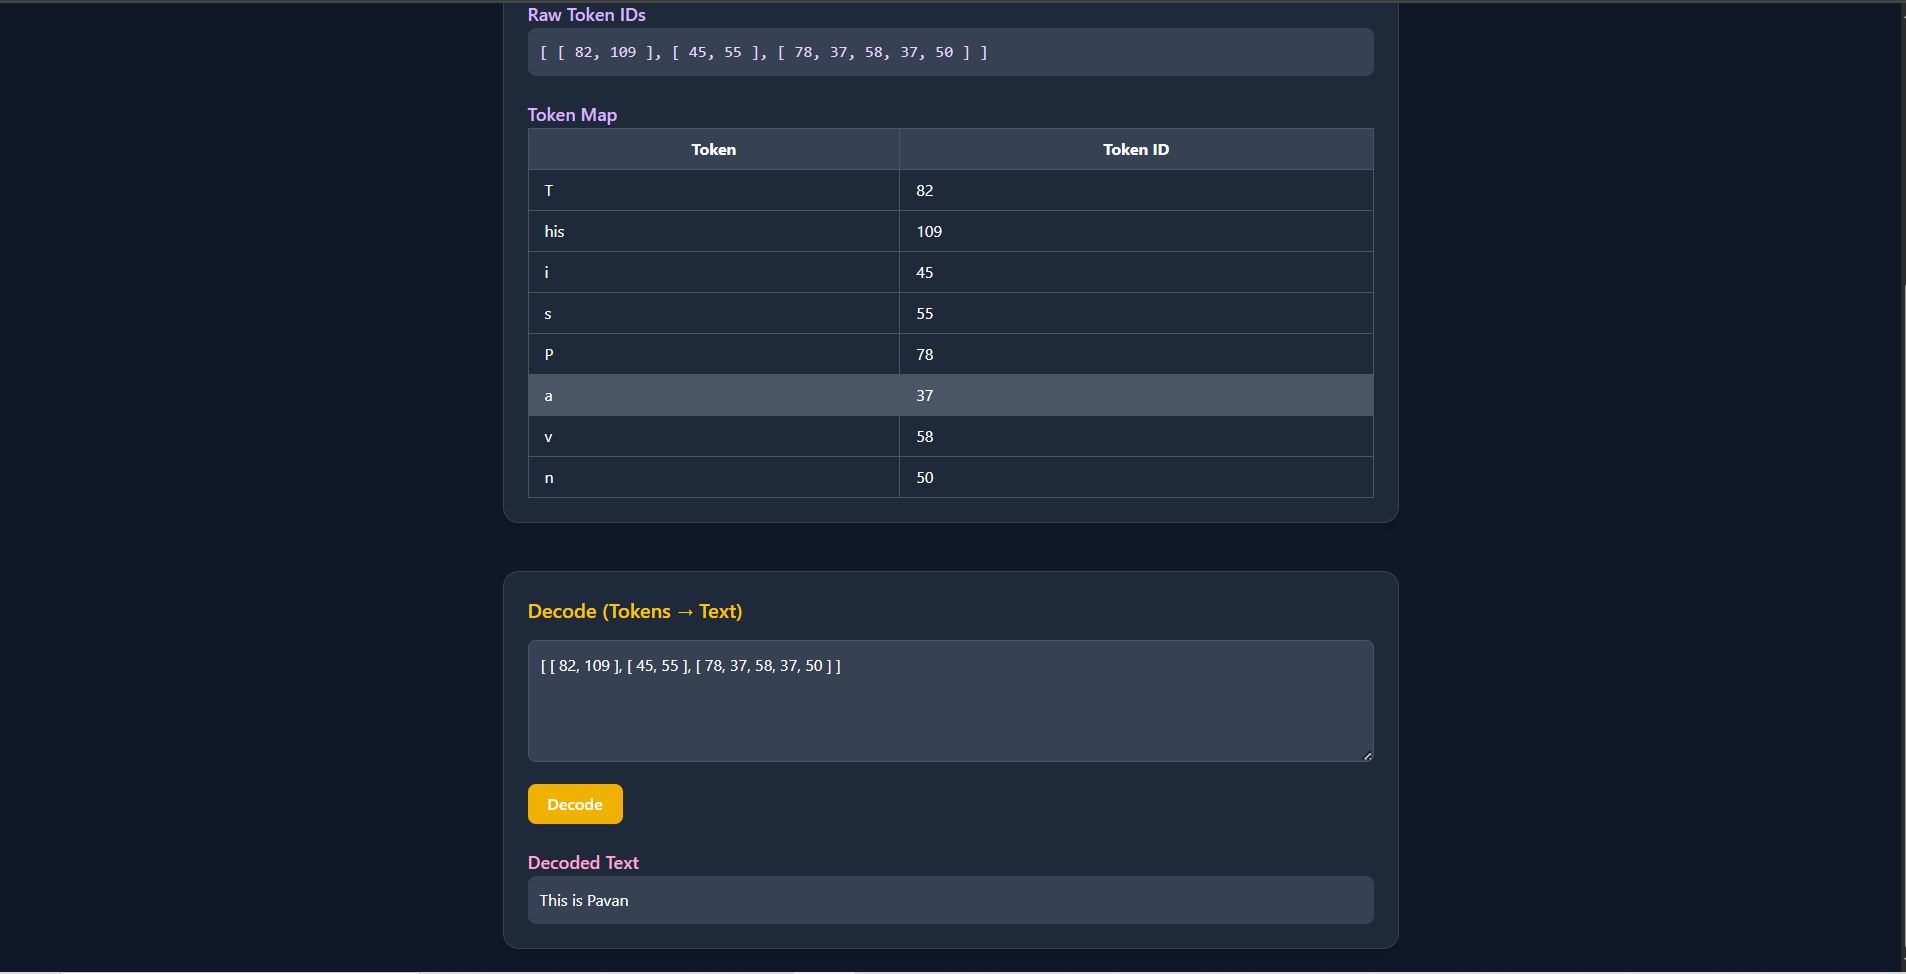 Raw Token IDs
[ [ 82, 109 ], [ 45, 55 ], [ 78, 37, 58, 37, 50 ] ]
Token Map
Token Token ID
T 82
his 109
i 45
s 55
P 78
a 37
v 58
n 50
Decode (Tokens → Text)
[ [ 82, 109 ], [ 45, 55 ], [ 78, 37, 58, 37, 50 ] ]
Decode
Decoded Text
This is Pavan